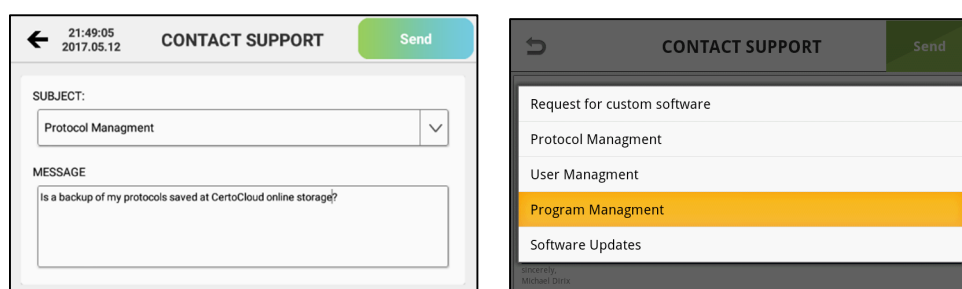 21:49:05
2017.05.12
CONTACT SUPPORT
Send
SUBJECT:
Protocol Managment
MESSAGE
Is a backup of my protocols saved at CertoCloud online storage?
CONTACT SUPPORT
Send
Request for custom software
Protocol Managment
User Managment
Program Managment
Software Updates
sincerely,
Michael Dirix